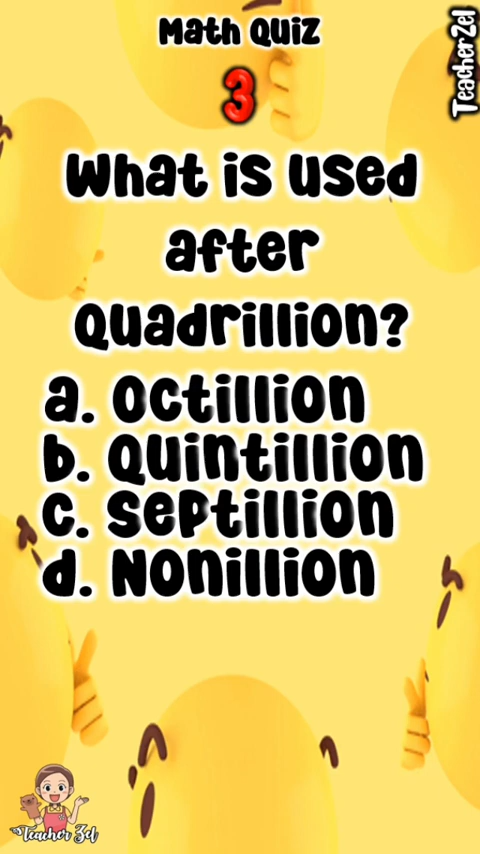 Math Quiz
TeacherZel
3
What is used
after
Quadrillion?
a. Octillion
b. Quintillion
c. Septillion
d. Nonillion
Teacher Zel